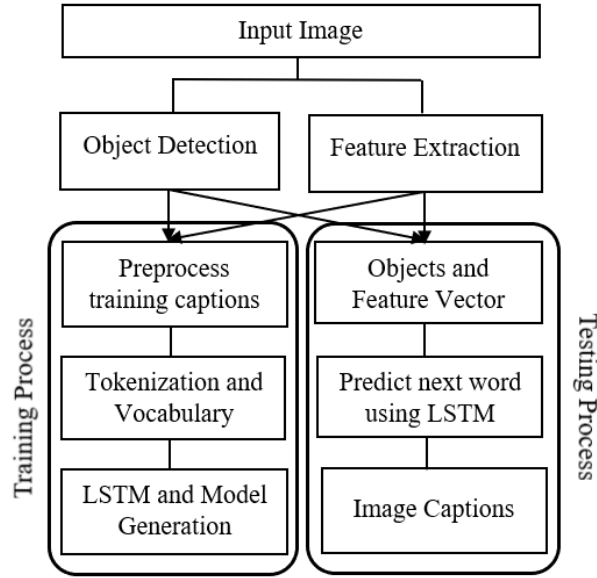 Input Image
Object Detection
Feature Extraction
Training Process
Preprocess
training captions
Tokenization and
Vocabulary
LSTM and Model
Generation
Objects and
Feature Vector
Predict next word
using LSTM
Image Captions
Testing Process